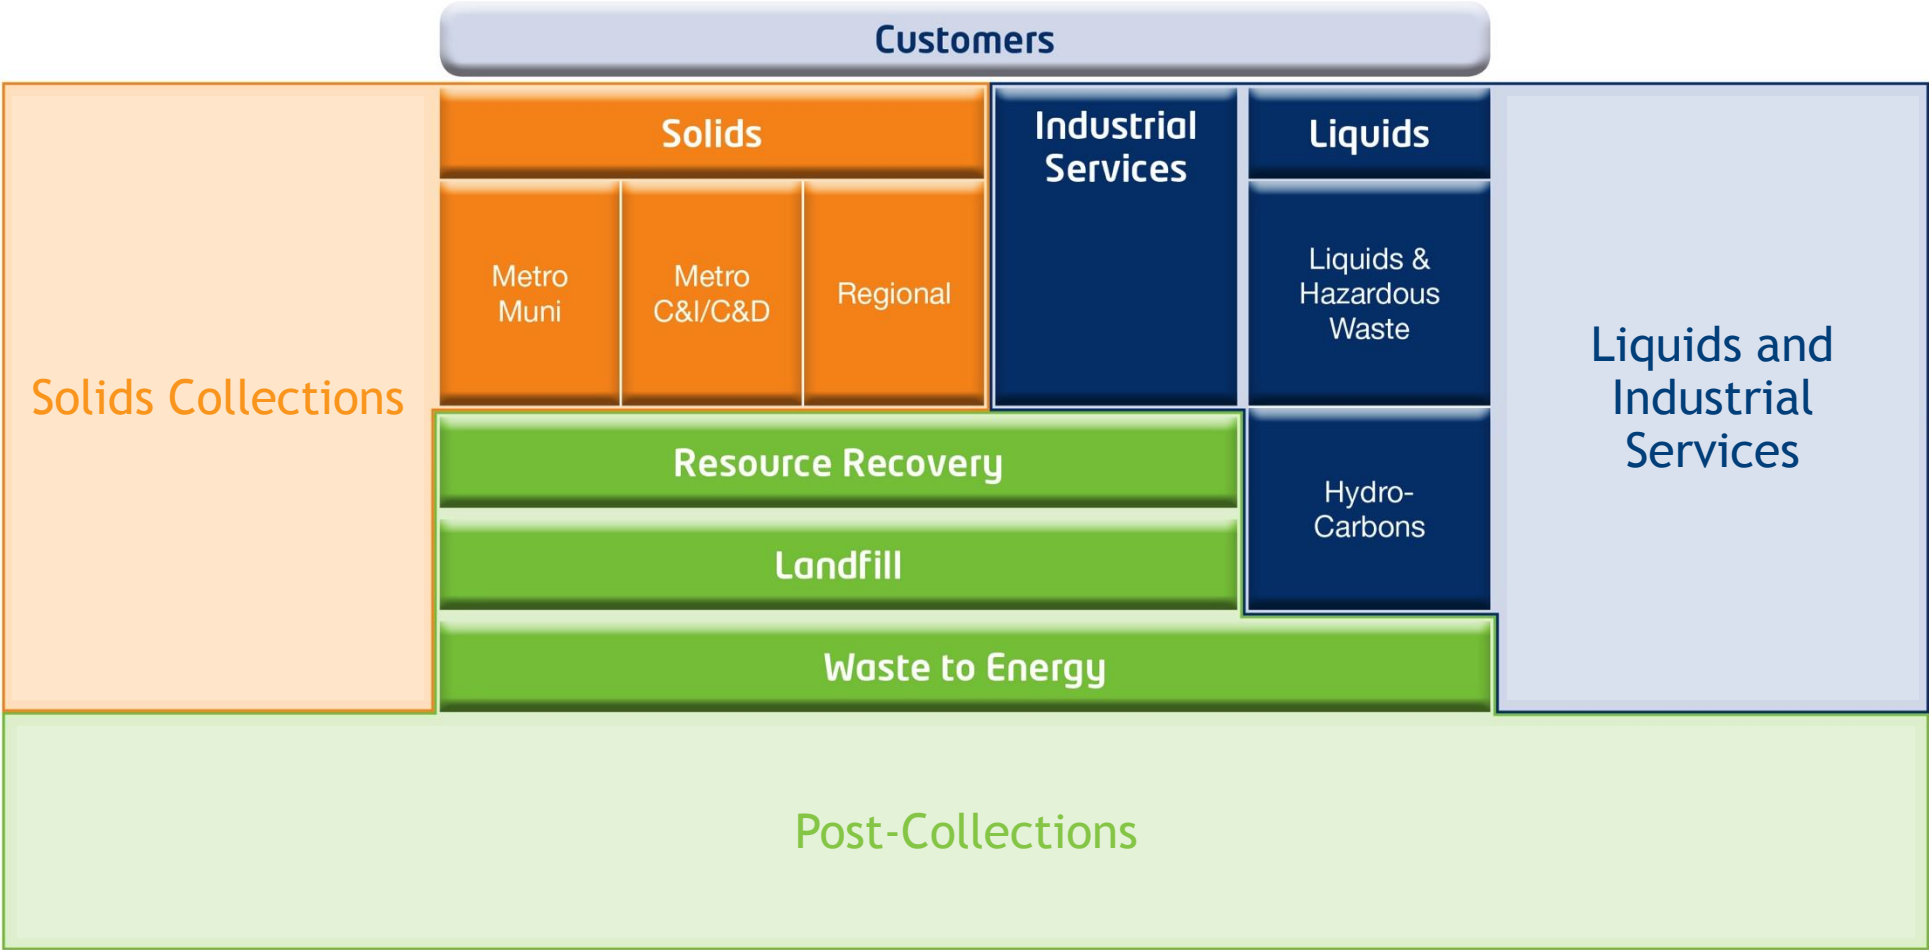 Customers
Solids
Industrial
Services
Liquids
Metro
Muni
Metro
C&I/C&D
Regional
Liquids &
Hazardous
Waste
Solids Collections
Liquids and
Industrial
Services
Resource Recovery
Hydro-
Carbons
Landfill
Waste to Energy
Post-Collections